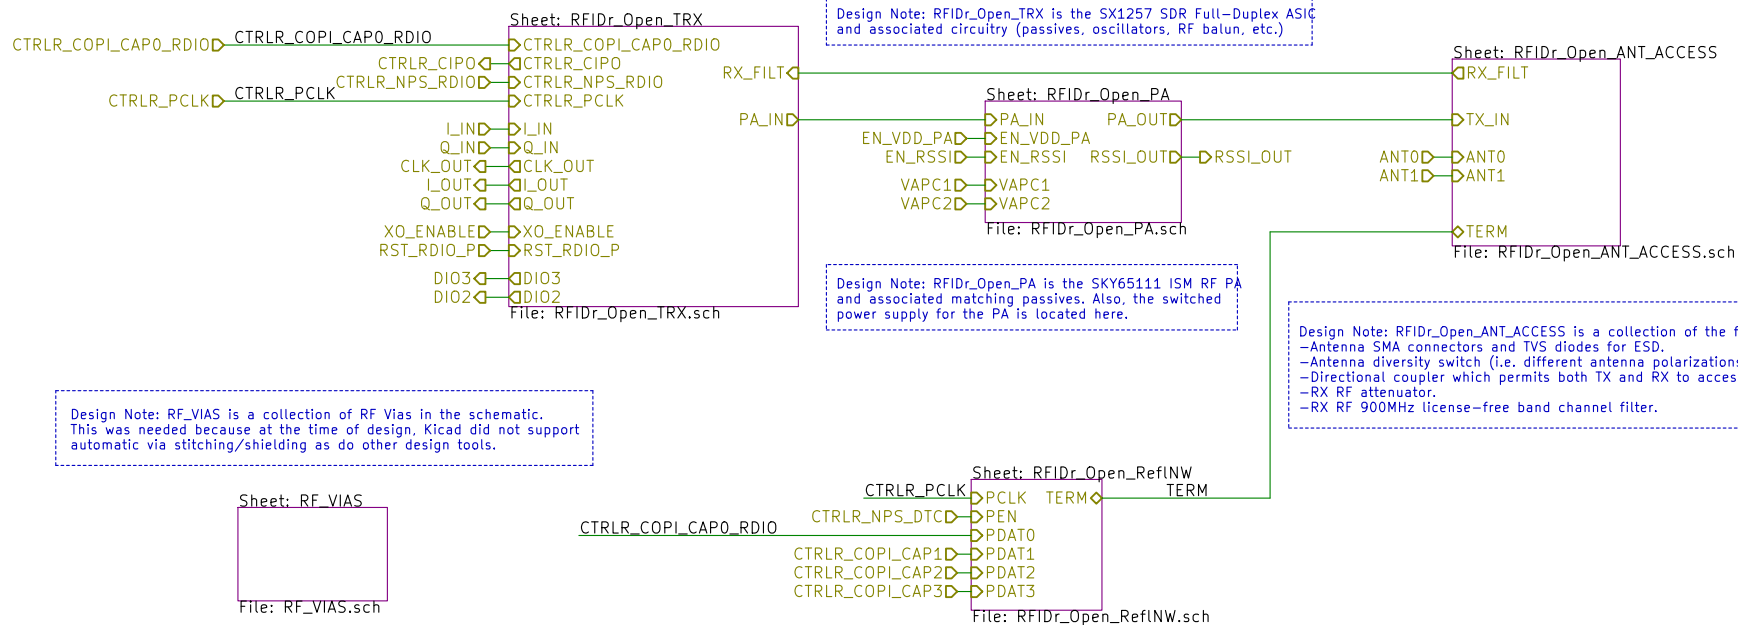 Sheet: RFIDr_Open_TRX
CTRLR_COPI_CAP0_RDIO
CTRLR_COPI_CAP0_RDIO
CTRLR_COPI_CAP0_RDIO
CTRLR_CIPO
CTRLR_CIPO
CTRLR_NPS_RDIO
CTRLR_NPS_RDIO
CTRLR_PCLK
CTRLR_PCLK
CTRLR_PCLK
I_IN
I_IN
Q_IN
Q_IN
CLK_OUT
CLK_OUT
I_OUT
I_OUT
Q_OUT
Q_OUT
XO_ENABLE
XO_ENABLE
RST_RDIO_P
RST_RDIO_P
DIO3
DIO3
DIO2
DIO2
RX_FILT
PA_IN
File: RFIDr_Open_TRX.sch
Design Note: RFIDr_Open_TRX is the SX1257 SDR Full-Duplex ASIC
and associated circuitry (passives, oscillators, RF balun, etc.)
Sheet: RFIDr_Open_PA
PA_IN
PA_OUT
EN_VDD_PA
EN_VDD_PA
EN_RSSI
EN_RSSI
RSSI_OUT
RSSI_OUT
VAPC1
VAPC1
VAPC2
VAPC2
File: RFIDr_Open_PA.sch
Design Note: RFIDr_Open_PA is the SKY65111 ISM RF PA
and associated matching passives. Also, the switched
power supply for the PA is located here.
Sheet: RFIDr_Open_ANT_ACCESS
RX_FILT
TX_IN
ANT0
ANT0
ANT1
ANT1
TERM
File: RFIDr_Open_ANT_ACCESS.sch
Design Note: RFIDr_Open_ANT_ACCESS is a collection of the f
-Antenna SMA connectors and TVS diodes for ESD.
-Antenna diversity switch (i.e. different antenna polarizations
-Directional coupler which permits both TX and RX to acces
-RX RF attenuator.
-RX RF 900MHz license-free band channel filter.
Design Note: RF_VIAS is a collection of RF Vias in the schematic.
This was needed because at the time of design, Kicad did not support
automatic via stitching/shielding as do other design tools.
Sheet: RF_VIAS
File: RF_VIAS.sch
Sheet: RFIDr_Open_ReflNW
CTRLR_PCLK
PCLK
TERM
TERM
CTRLR_NPS_DTC
PEN
CTRLR_COPI_CAP0_RDIO
PDAT0
CTRLR_COPI_CAP1
PDAT1
CTRLR_COPI_CAP2
PDAT2
CTRLR_COPI_CAP3
PDAT3
File: RFIDr_Open_ReflNW.sch